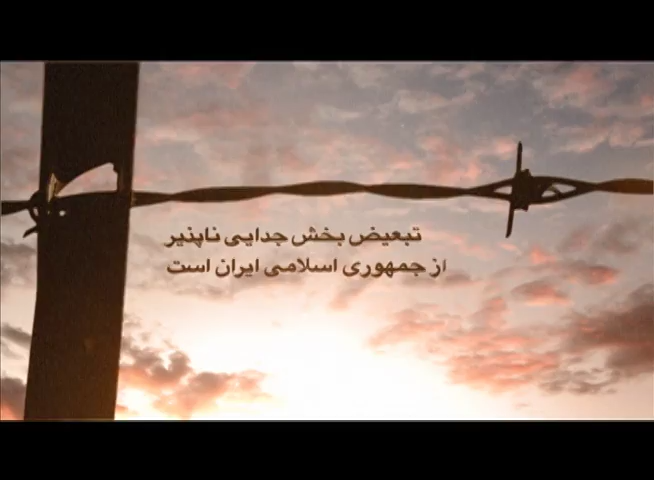 تبعیض بخش جدایی ناپذیر
از جمهوری اسلامی ایران است